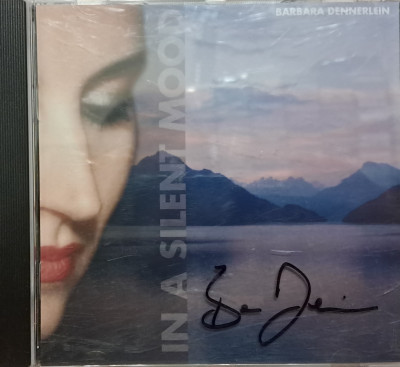 BARBARA DENNERLEIN
IN A SILENT MOOD